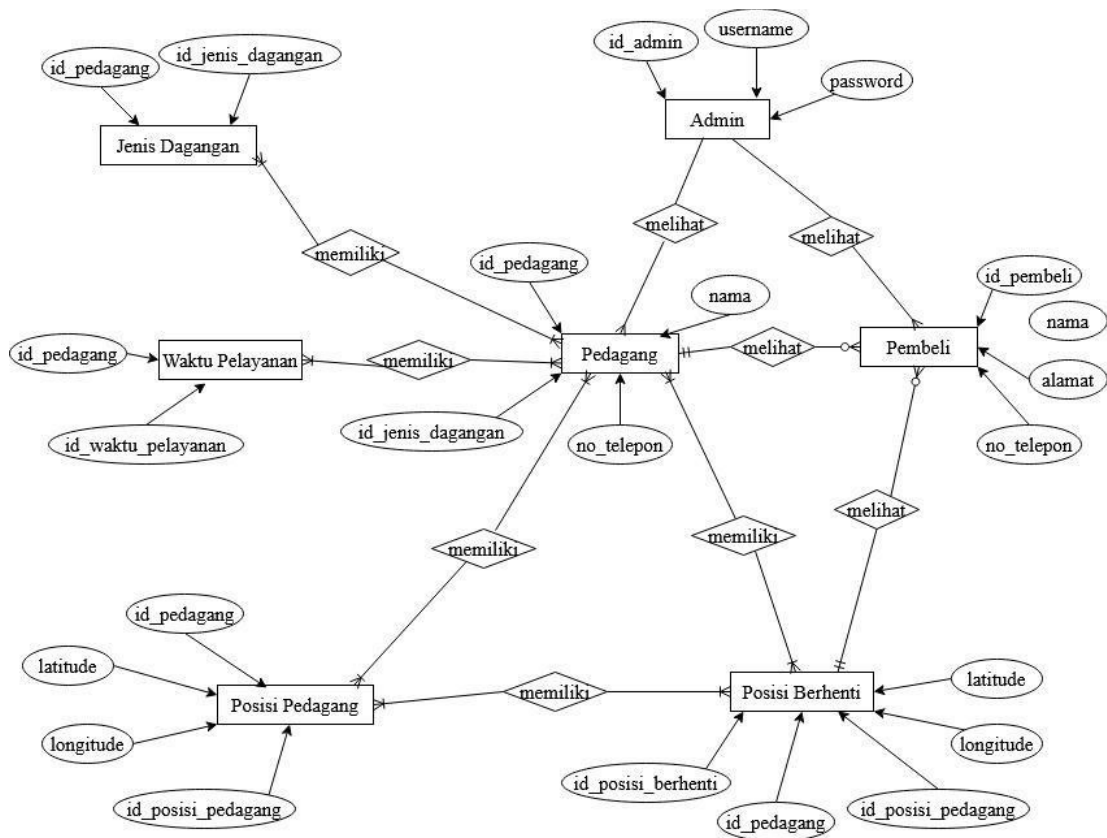 username
id_admin
id_jenis_dagangan
id_pedagang
password
Admin
Jenis Dagangan
melihat
melihat
memiliki
id_pedagang
id_pembeli
nama
nama
id_pedagang
Waktu Pelayanan
memiliki
Pedagang
melihat
Pembeli
alamat
id_jenis_dagangan
id_waktu_pelayanan
no_telepon
no_telepon
melihat
memiliki
memiliki
id_pedagang
latitude
latitude
Posisi Pedagang
memiliki
Posisi Berhenti
longitude
longitude
id_posisi_berhenti
id_posisi_pedagang
id_posisi_pedagang
id_pedagang